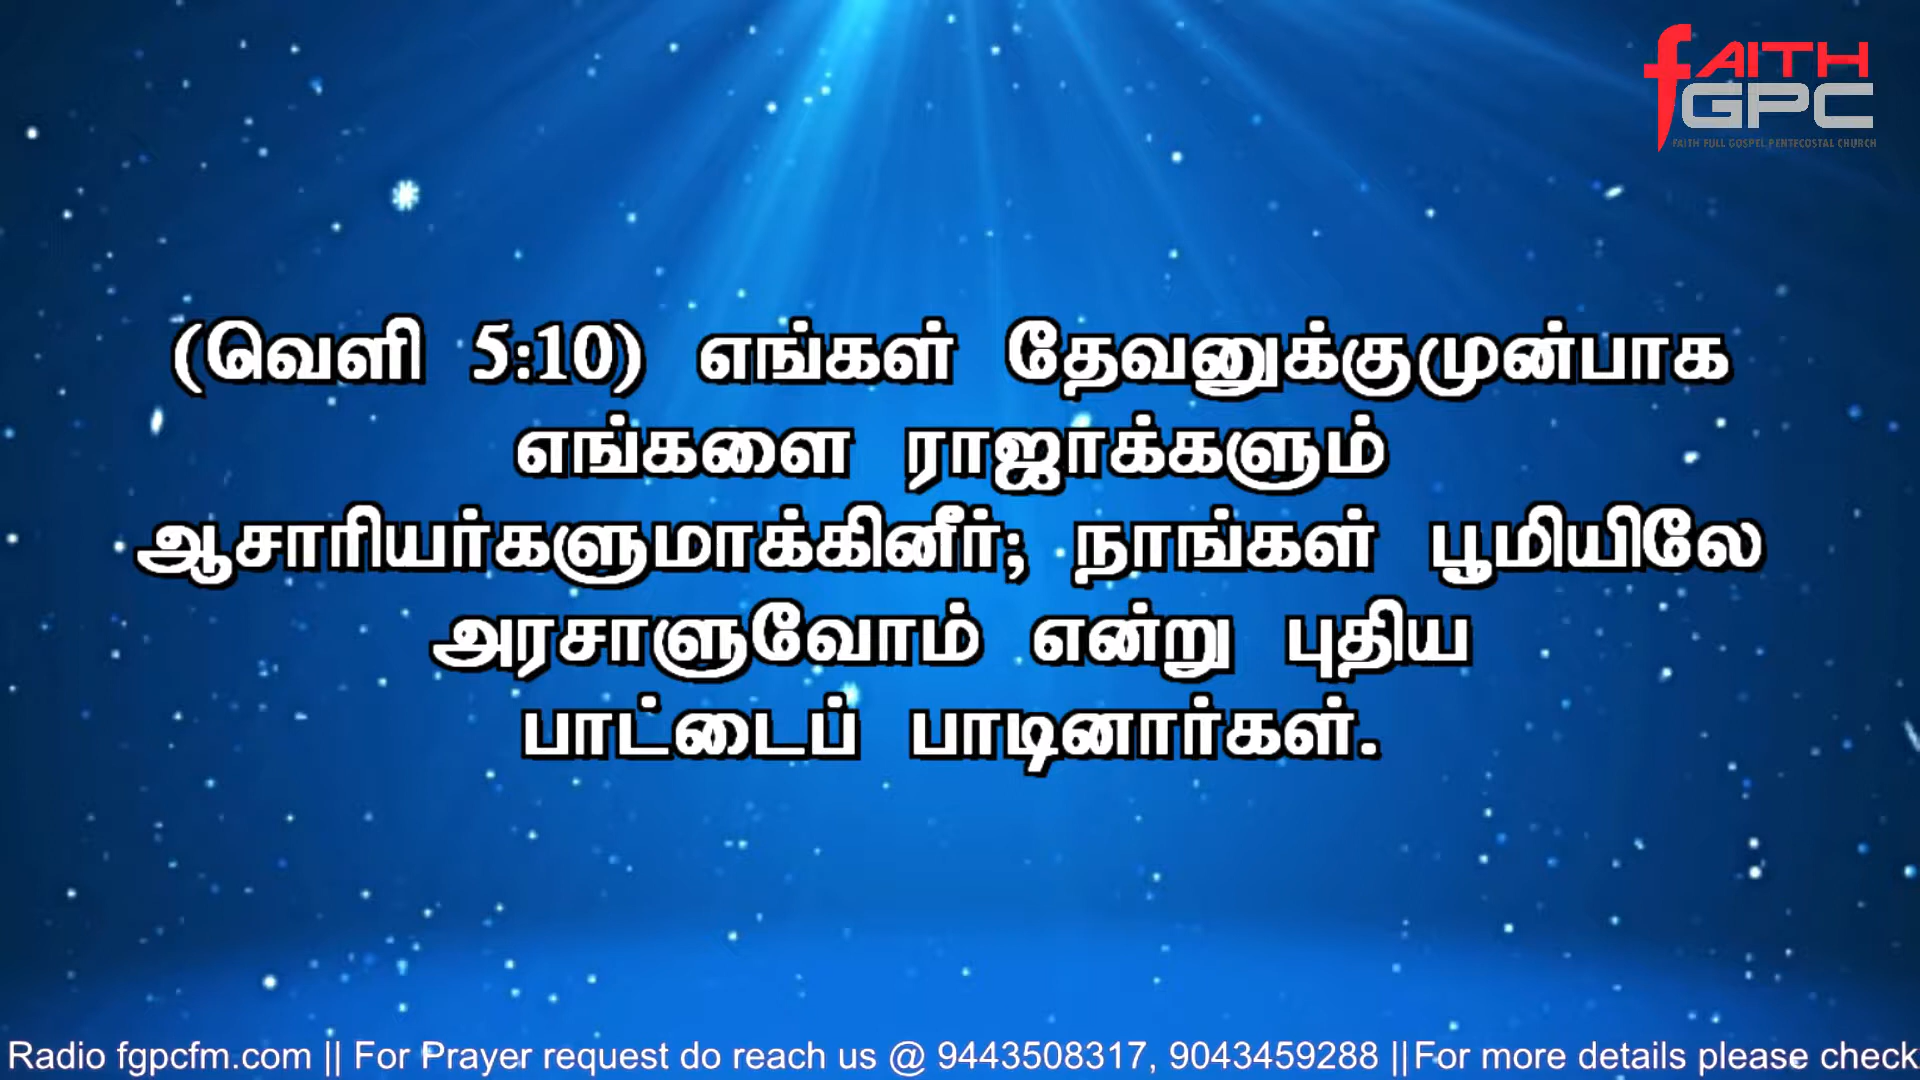 fAITH
GPC
FAITH FULL GOSPEL PENTECOSTAL CHURCH
(வெளி 5:10) எங்கள் தேவனுக்குமுன்பாக
எங்களை ராஜாக்களும்
ஆசாரியர்களுமாக்கினீர்; நாங்கள் பூமியிலே
அரசாளுவோம் என்று புதிய
பாட்டைப் பாடினார்கள்.
Radio fgpcfm.com || For Prayer request do reach us @ 9443508317, 9043459288 ||For more details please check